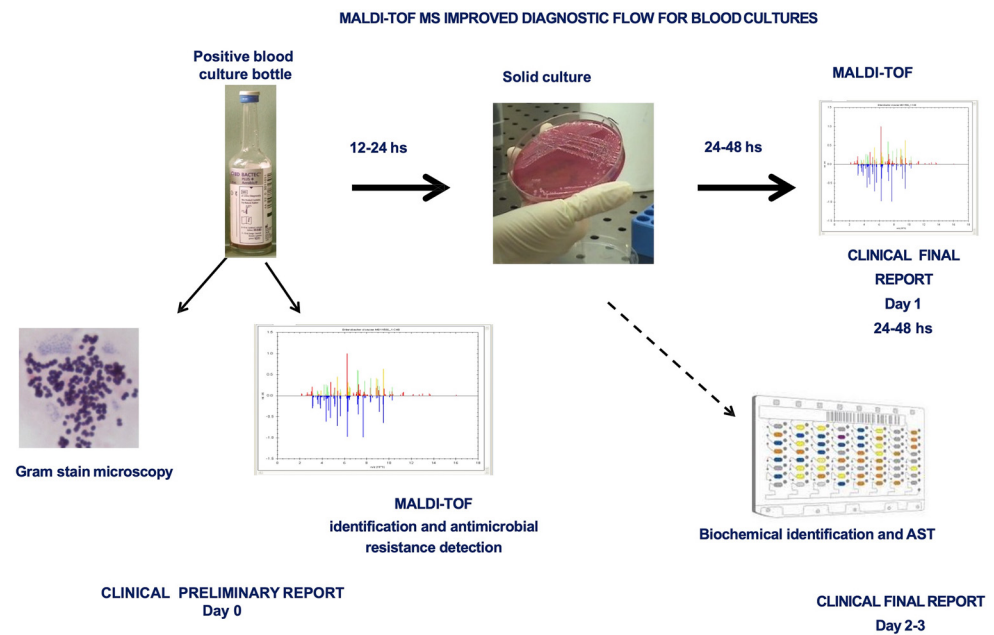 MALDI-TOF MS IMPROVED DIAGNOSTIC FLOW FOR BLOOD CULTURES
Positive blood
culture bottle
Solid culture
MALDI-TOF
12-24 hs
24-48 hs
BACTEC
CLINICAL FINAL
REPORT
Day 1
24-48 hs
Gram stain microscopy
MALDI-TOF
identification and antimicrobial
resistance detection
Biochemical identification and AST
CLINICAL PRELIMINARY REPORT
Day 0
CLINICAL FINAL REPORT
Day 2-3